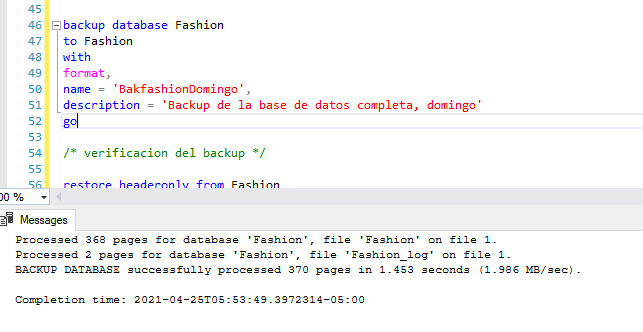 45
46 backup database Fashion
47 to Fashion
48 with
49 format,
50 name = 'BakfashionDomingo',
51 description = 'Backup de la base de datos completa, domingo'
52 go
53
54 /* verificacion del backup */
55
56 restore headeronly from Fashion
00 %
Messages
Processed 368 pages for database 'Fashion', file 'Fashion' on file 1.
Processed 2 pages for database 'Fashion', file 'Fashion_log' on file 1.
BACKUP DATABASE successfully processed 370 pages in 1.453 seconds (1.986 MB/sec).
Completion time: 2021-04-25T05:53:49.3972314-05:00